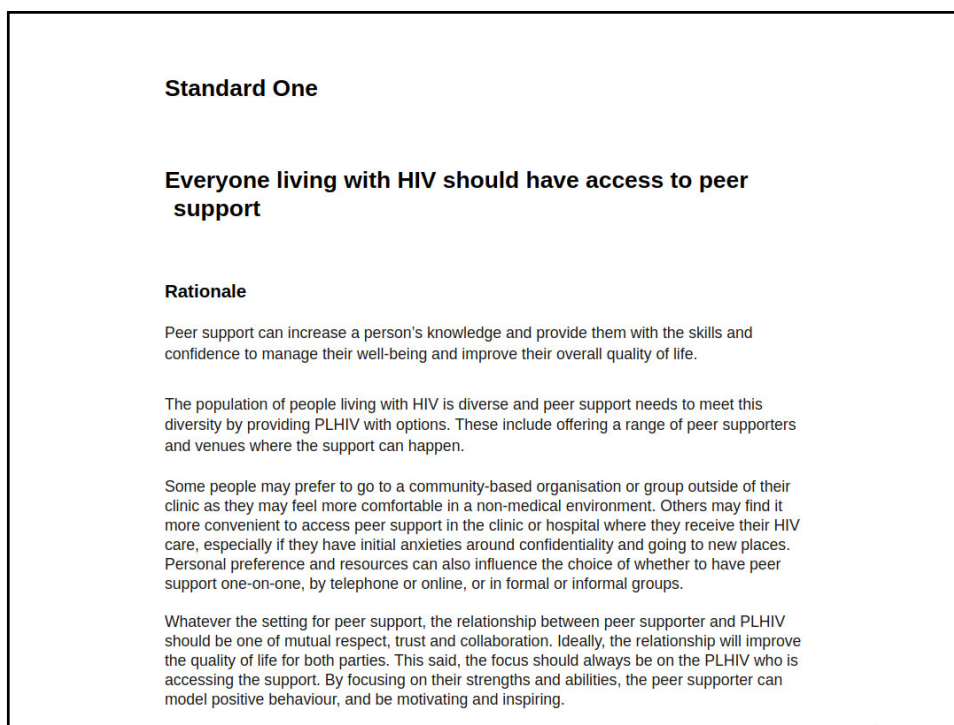 Standard One
Everyone living with HIV should have access to peer
support
Rationale
Peer support can increase a person’s knowledge and provide them with the skills and
confidence to manage their well-being and improve their overall quality of life.
The population of people living with HIV is diverse and peer support needs to meet this
diversity by providing PLHIV with options. These include offering a range of peer supporters
and venues where the support can happen.
Some people may prefer to go to a community-based organisation or group outside of their
clinic as they may feel more comfortable in a non-medical environment. Others may find it
more convenient to access peer support in the clinic or hospital where they receive their HIV
care, especially if they have initial anxieties around confidentiality and going to new places.
Personal preference and resources can also influence the choice of whether to have peer
support one-on-one, by telephone or online, or in formal or informal groups.
Whatever the setting for peer support, the relationship between peer supporter and PLHIV
should be one of mutual respect, trust and collaboration. Ideally, the relationship will improve
the quality of life for both parties. This said, the focus should always be on the PLHIV who is
accessing the support. By focusing on their strengths and abilities, the peer supporter can
model positive behaviour, and be motivating and inspiring.